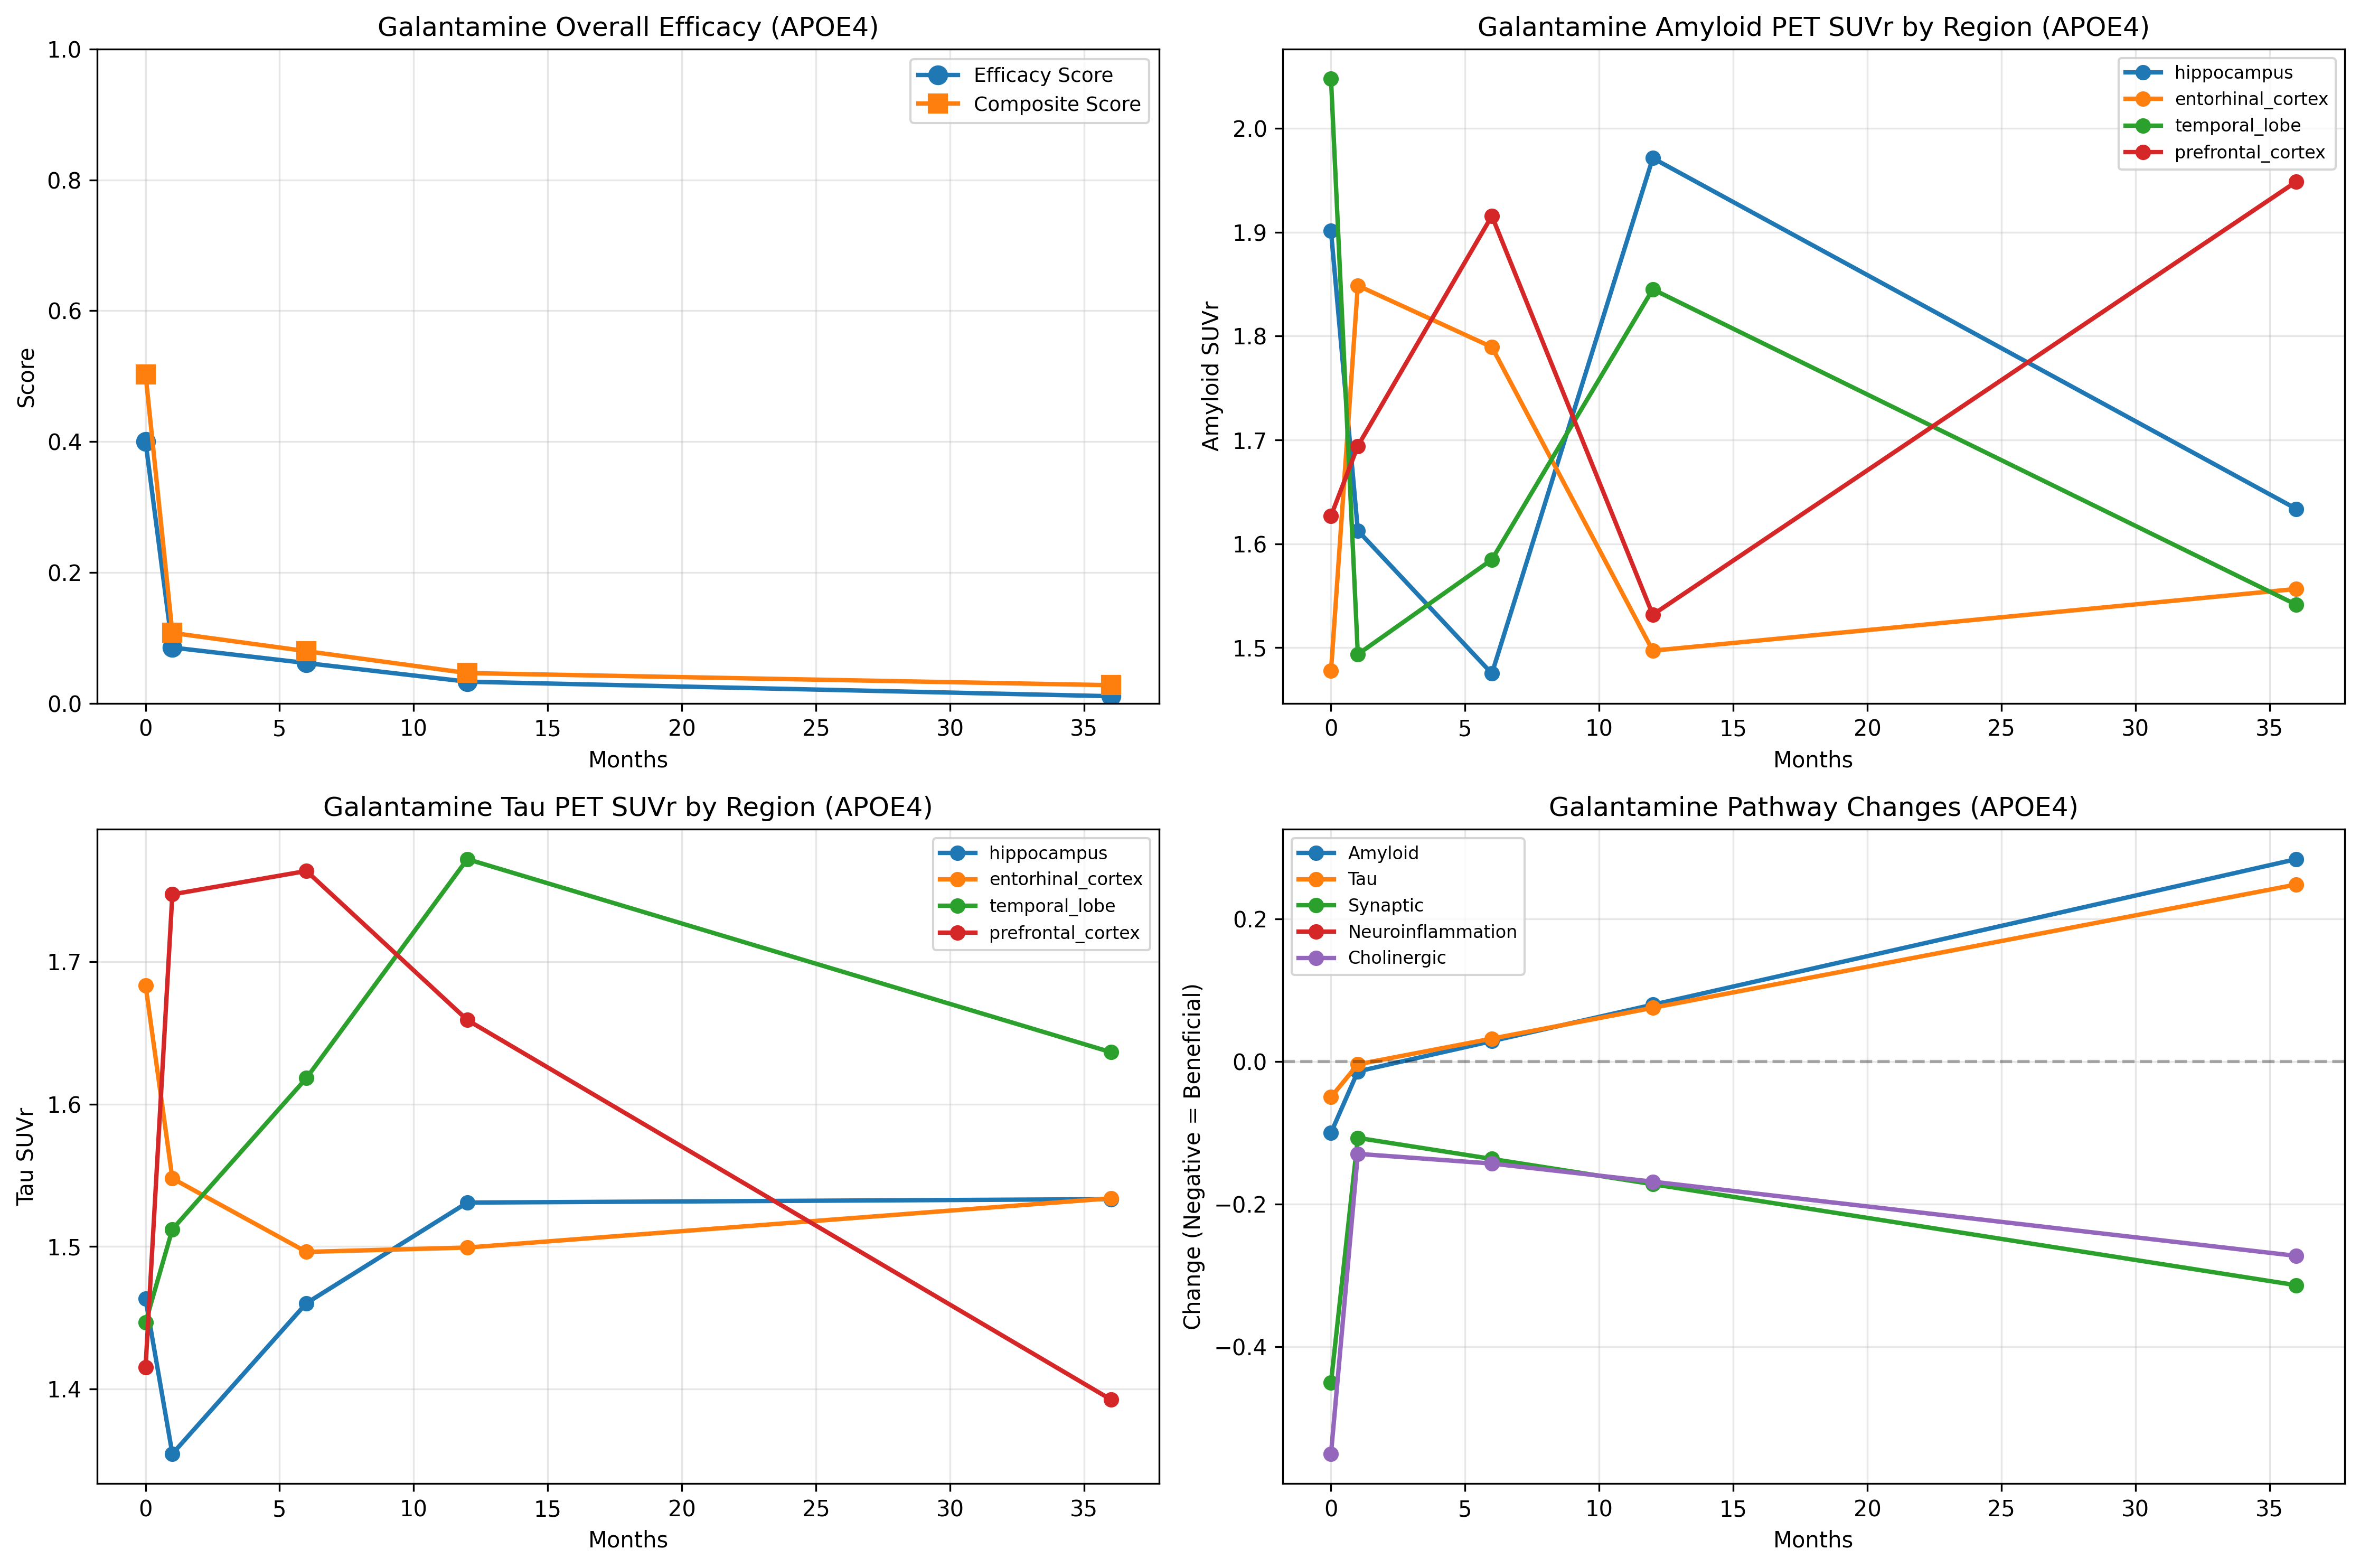 Galantamine Overall Efficacy (APOE4)
1.0
0.8
0.6
0.4
0.2
0.0
Score
Efficacy Score
Composite Score
0 5 10 15 20 25 30 35
Months
Galantamine Amyloid PET SUVr by Region (APOE4)
2.0
1.9
1.8
1.7
1.6
1.5
Amyloid SUVr
hippocampus
entorhinal_cortex
temporal_lobe
prefrontal_cortex
0 5 10 15 20 25 30 35
Months
Galantamine Tau PET SUVr by Region (APOE4)
1.7
1.6
1.5
1.4
Tau SUVr
hippocampus
entorhinal_cortex
temporal_lobe
prefrontal_cortex
0 5 10 15 20 25 30 35
Months
Galantamine Pathway Changes (APOE4)
0.2
0.0
−0.2
−0.4
Change (Negative = Beneficial)
Amyloid
Tau
Synaptic
Neuroinflammation
Cholinergic
0 5 10 15 20 25 30 35
Months